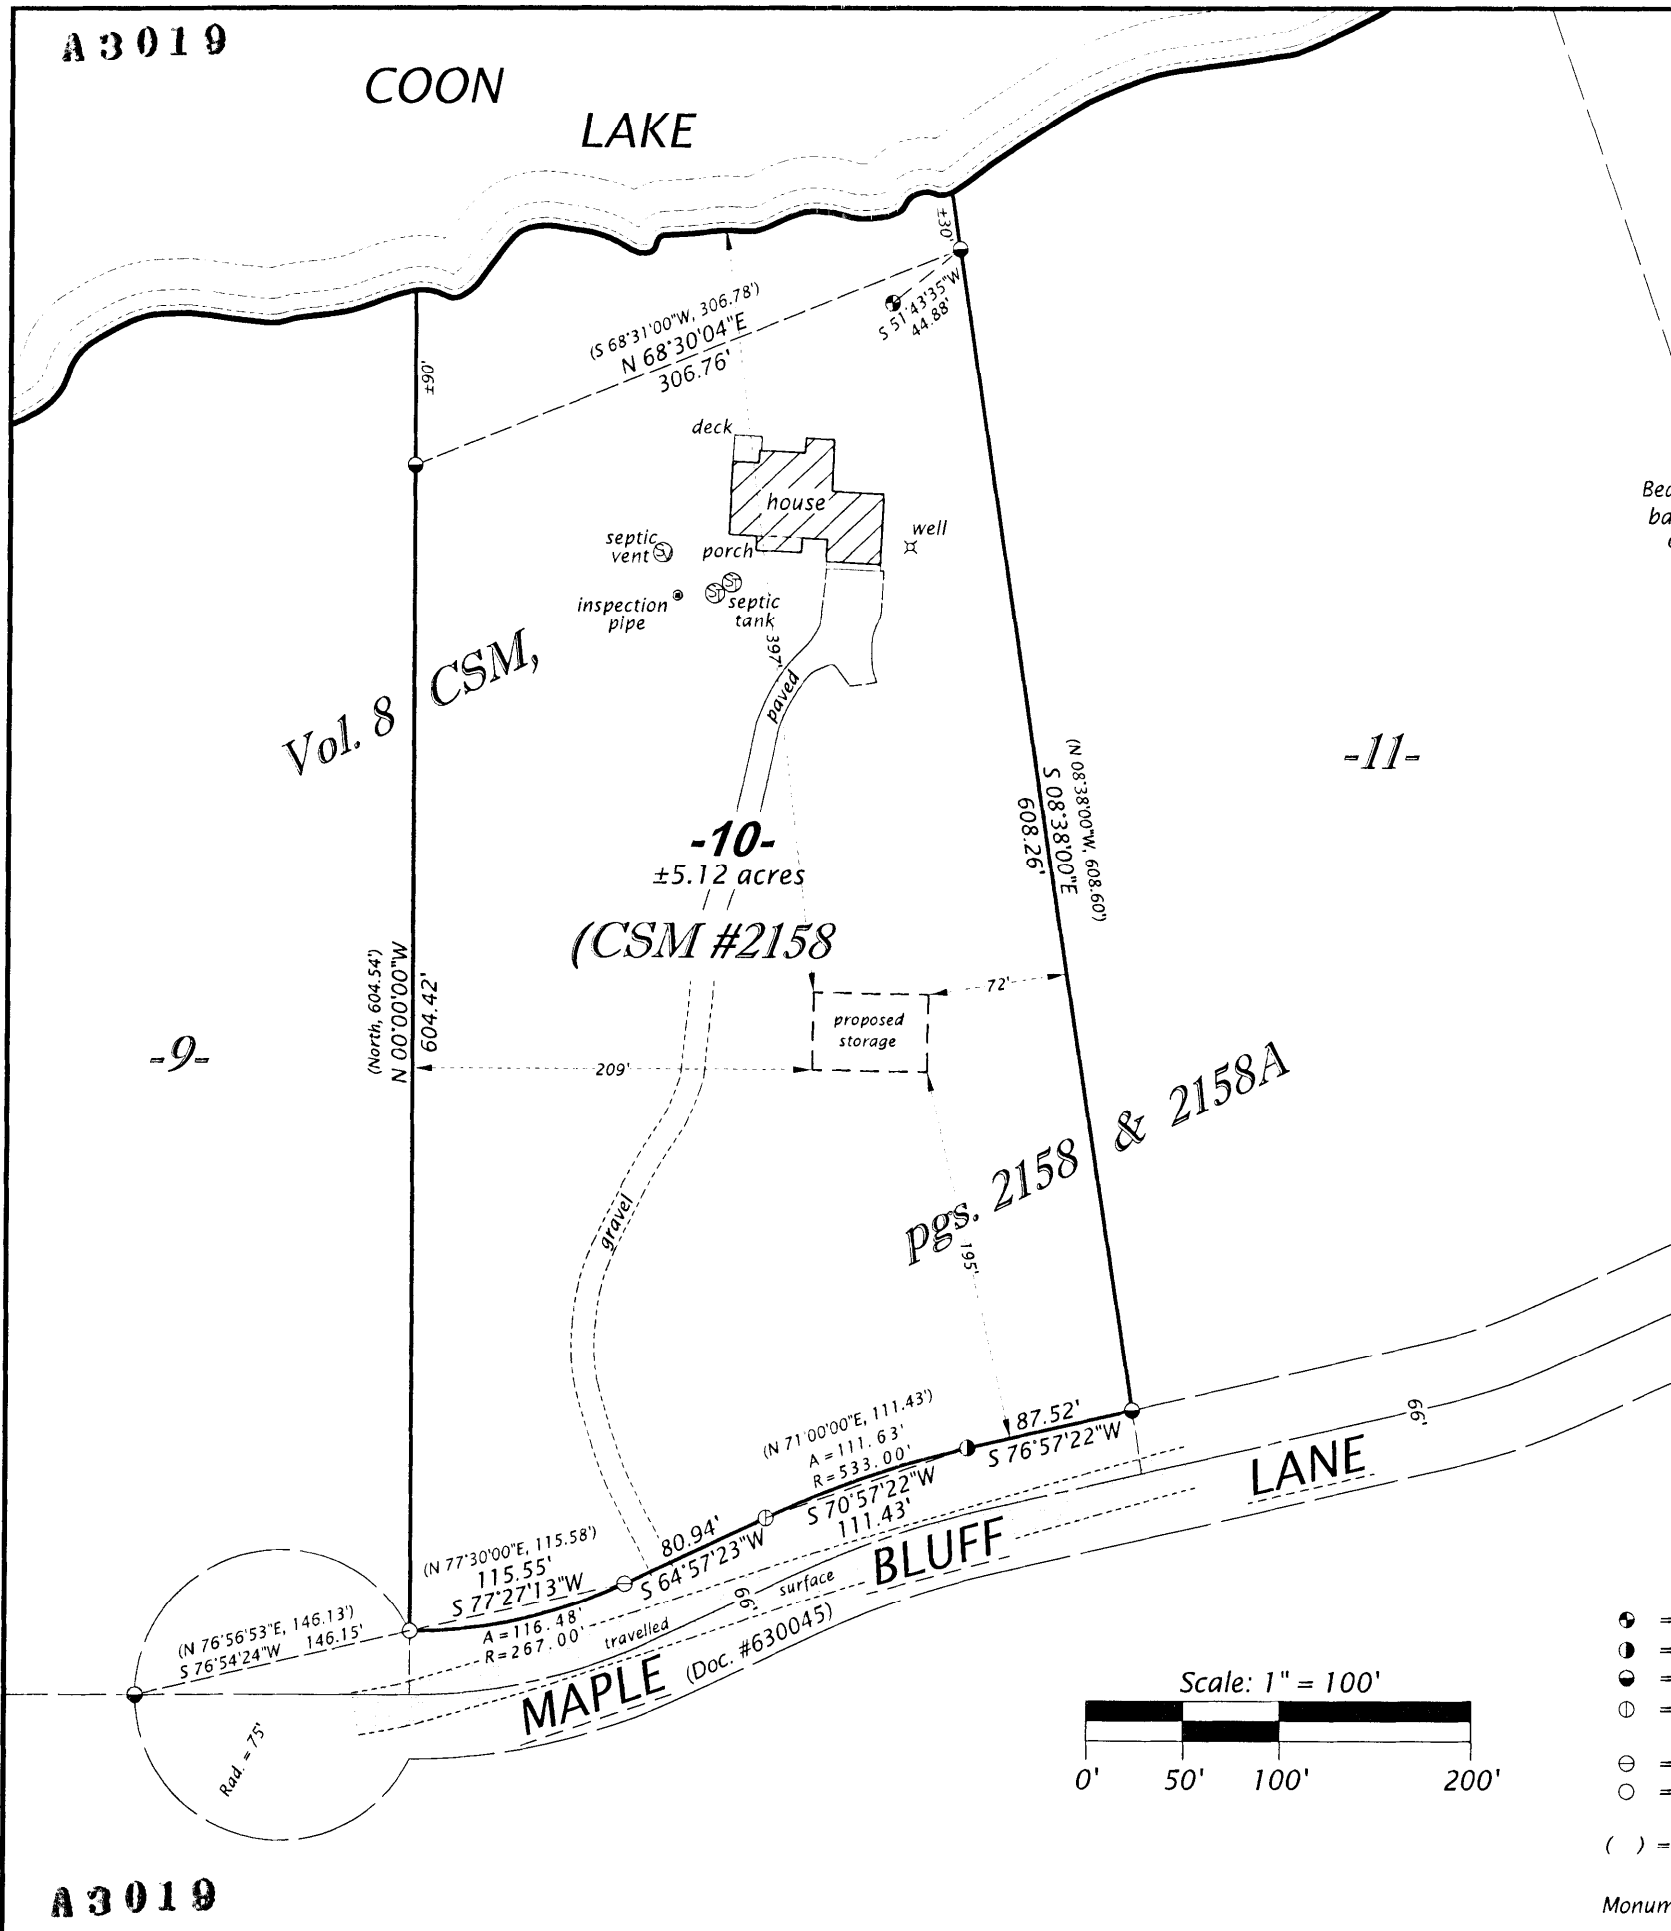 A3019
COON
LAKE
±30'
S 51°43'35"W
44.88'
(S 68°31'00"W, 306.78')
N 68°30'04"E
306.76'
±90'
deck
house
well
septic
vent
SV
porch
inspection
pipe
ST
ST
septic
tank
397'
paved
Vol. 8 CSM,
-11-
(N 08°38'00"W, 608.60')
S 08°38'00"E
608.26'
-10-
±5.12 acres
(CSM #2158
(North, 604.54')
N 00°00'00"W
604.42'
-9-
72'
proposed
storage
209'
pgs. 2158 & 2158A
195'
gravel
(N 71°00'00"E, 111.43')
A=111.63'
R=533.00'
S 70°57'22"W
111.43'
87.52'
S 76°57'22"W
66'
80.94'
S 64°57'23"W
(N 77°30'00"E, 115.58')
115.55'
S 77°27'13"W
A=116.48'
R=267.00'
(N 76°56'53"E, 146.13')
S 76°54'24"W 146.15'
travelled
66'
surface
MAPLE BLUFF LANE
(Doc. #630045)
Rad. = 75'
Scale: 1" = 100'
0' 50' 100' 200'
=
=
=
=
=
=
( ) =
A3019